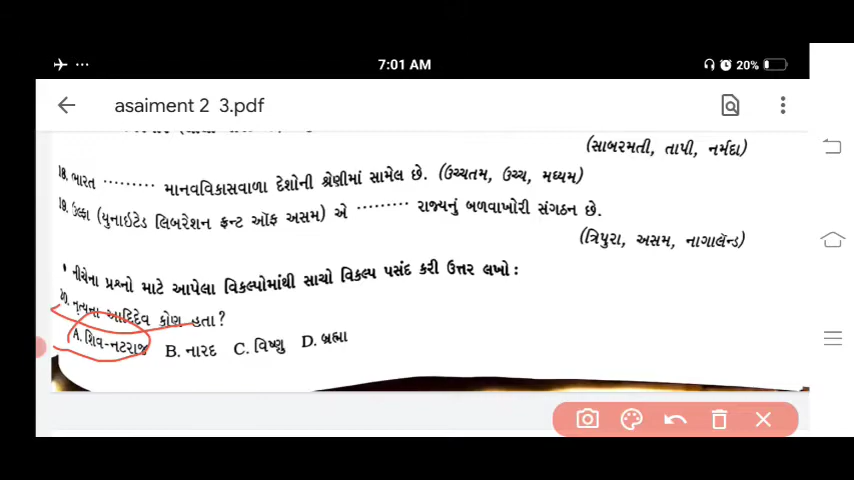 7:01 AM
20%
asaiment 2 3.pdf
(સાબરમતી, તાપી, નર્મદા)
18. ભારત ......... માનવવિકાસવાળા દેશોની શ્રેણીમાં સામેલ છે. (ઉચ્ચતમ, ઉચ્ચ, મધ્યમ)
19. ઉલ્ફા (યુનાઇટેડ લિબરેશન ફ્રન્ટ ઑફ અસમ) એ ......... રાજ્યનું બળવાખોરી સંગઠન છે.
(ત્રિપુરા, અસમ, નાગાલૅન્ડ)
• નીચેના પ્રશ્નો માટે આપેલા વિકલ્પોમાંથી સાચો વિકલ્પ પસંદ કરી ઉત્તર લખો :
20. નૃત્યના આદિદેવ કોણ હતા?
A. શિવ-નટરાજ B. નારદ C. વિષ્ણુ D. બ્રહ્મા